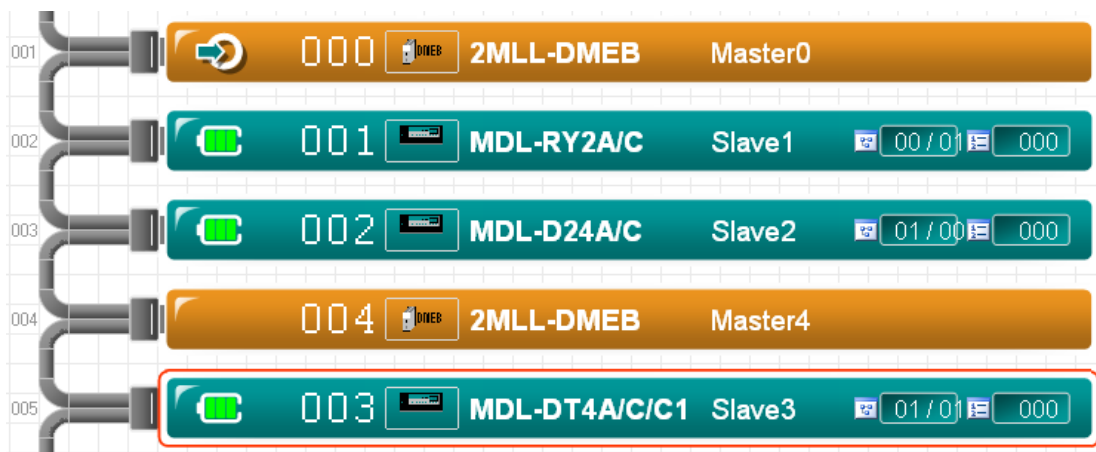 001 000 DMEB 2MLL-DMEB Master0
002 001 MDL-RY2A/C Slave1 00/01 000
003 002 MDL-D24A/C Slave2 01/00 000
004 004 DMEB 2MLL-DMEB Master4
005 003 MDL-DT4A/C/C1 Slave3 01/01 000